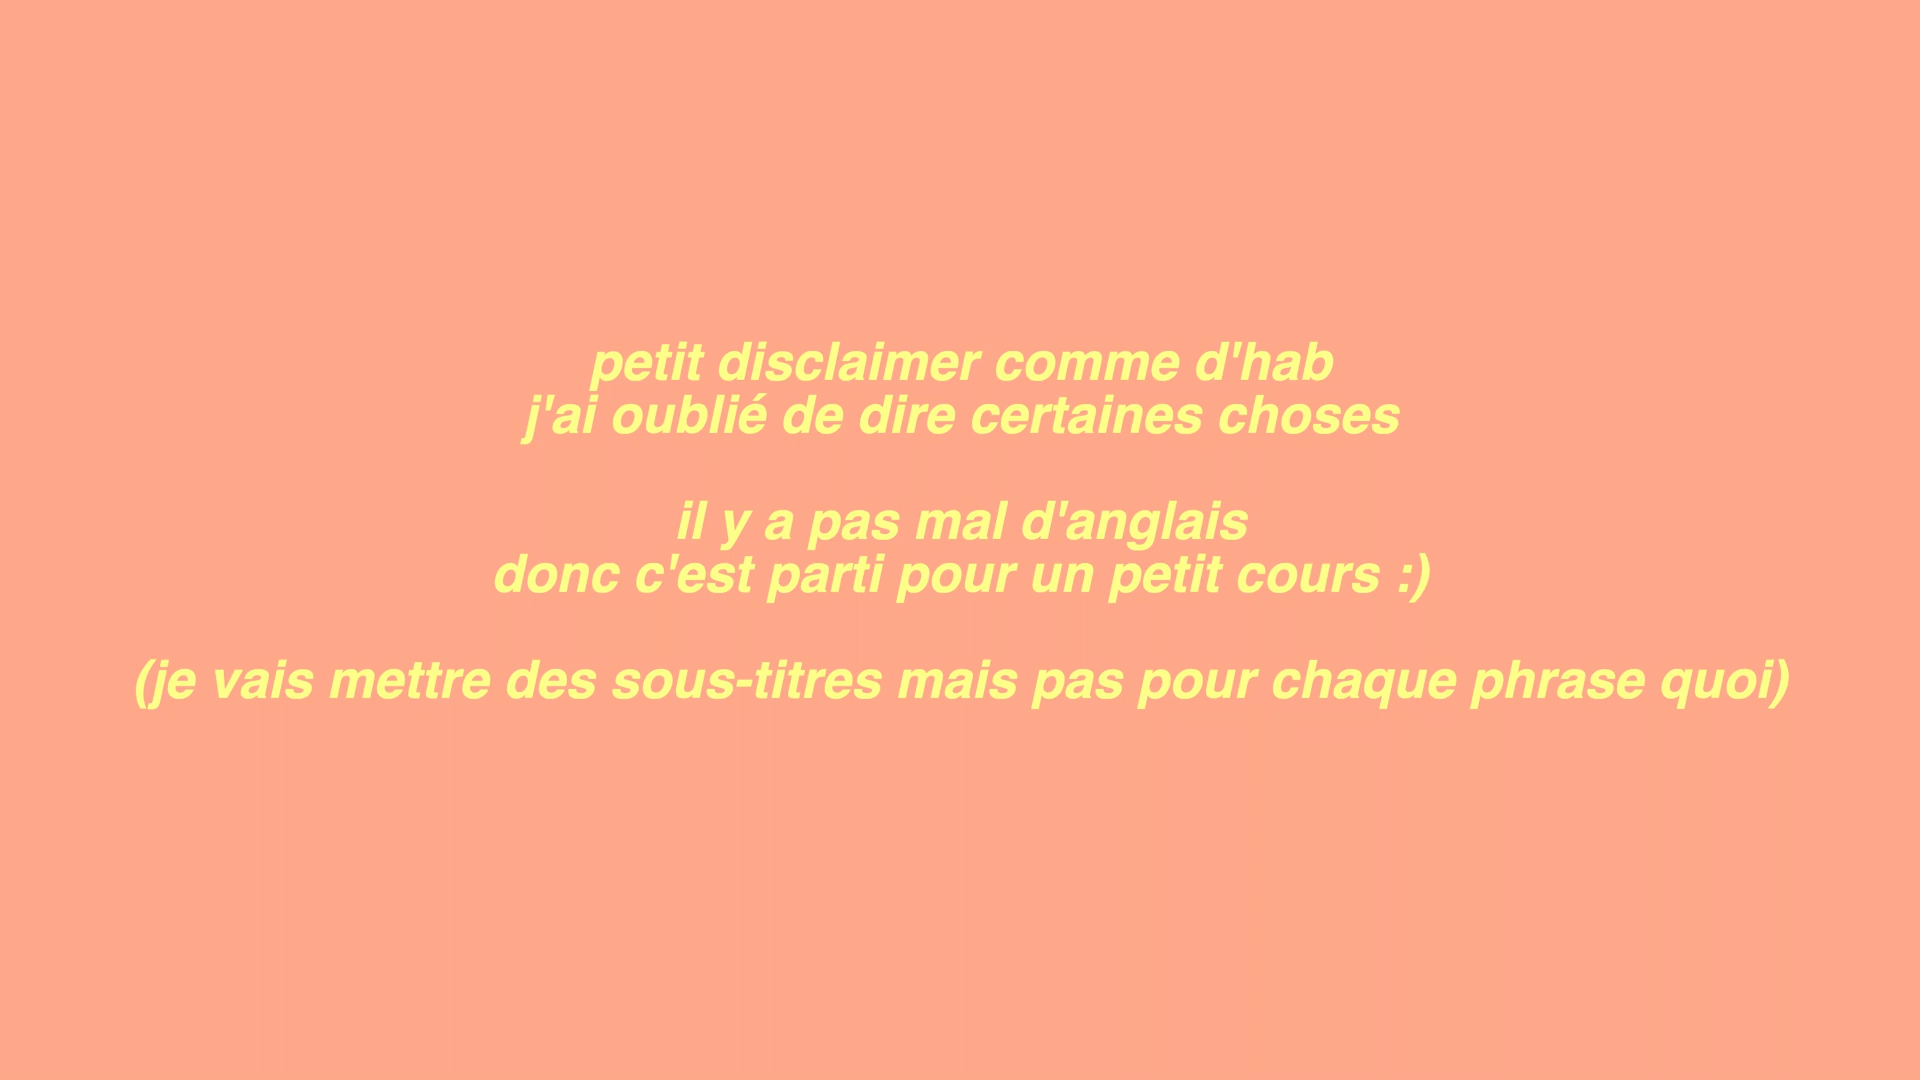 petit disclaimer comme d'hab
j'ai oublié de dire certaines choses
il y a pas mal d'anglais
donc c'est parti pour un petit cours :)
(je vais mettre des sous-titres mais pas pour chaque phrase quoi)